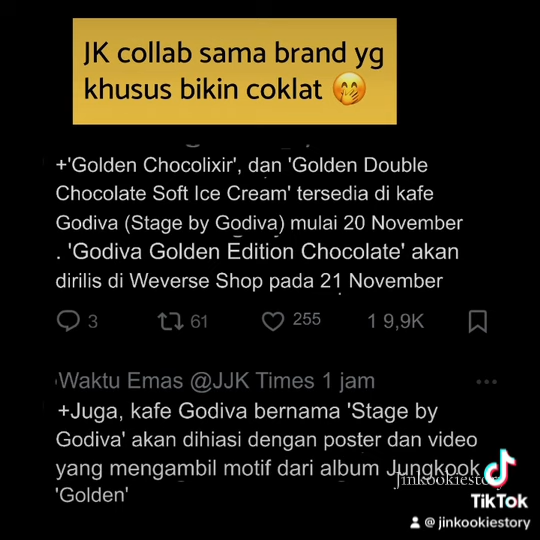 JK collab sama brand yg
khusus bikin coklat 🤭
+'Golden Chocolixir', dan 'Golden Double
Chocolate Soft Ice Cream' tersedia di kafe
Godiva (Stage by Godiva) mulai 20 November
. 'Godiva Golden Edition Chocolate' akan
dirilis di Weverse Shop pada 21 November
3 61 255 1 9,9K
Waktu Emas @JJK Times 1 jam
+Juga, kafe Godiva bernama 'Stage by
Godiva' akan dihiasi dengan poster dan video
yang mengambil motif dari album Jungkook
'Golden'
Jinkookiestory
TikTok
@jinkookiestory